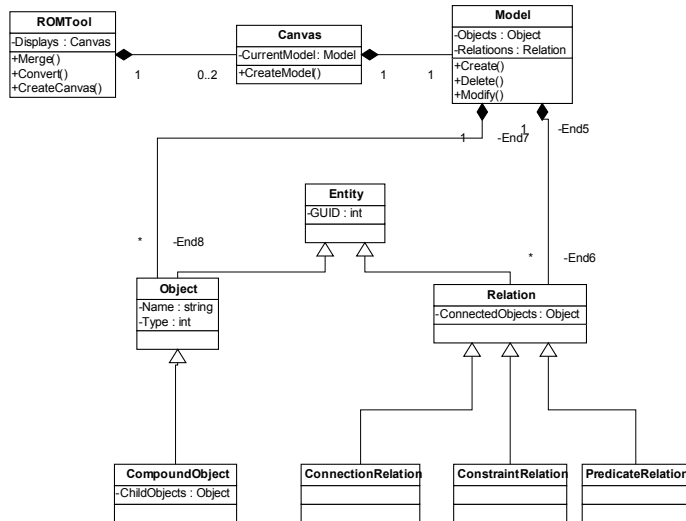 ROMTool
-Displays : Canvas
+Merge()
+Convert()
+CreateCanvas()
1
0..2
Canvas
-CurrentModel : Model
+CreateModel()
1
1
Model
-Objects : Object
-Relatioons : Relation
+Create()
+Delete()
+Modify()
1
-End7
1
-End5
*
-End8
*
-End6
Entity
-GUID : int
Object
-Name : string
-Type : int
Relation
-ConnectedObjects : Object
CompoundObject
-ChildObjects : Object
ConnectionRelation
ConstraintRelation
PredicateRelation